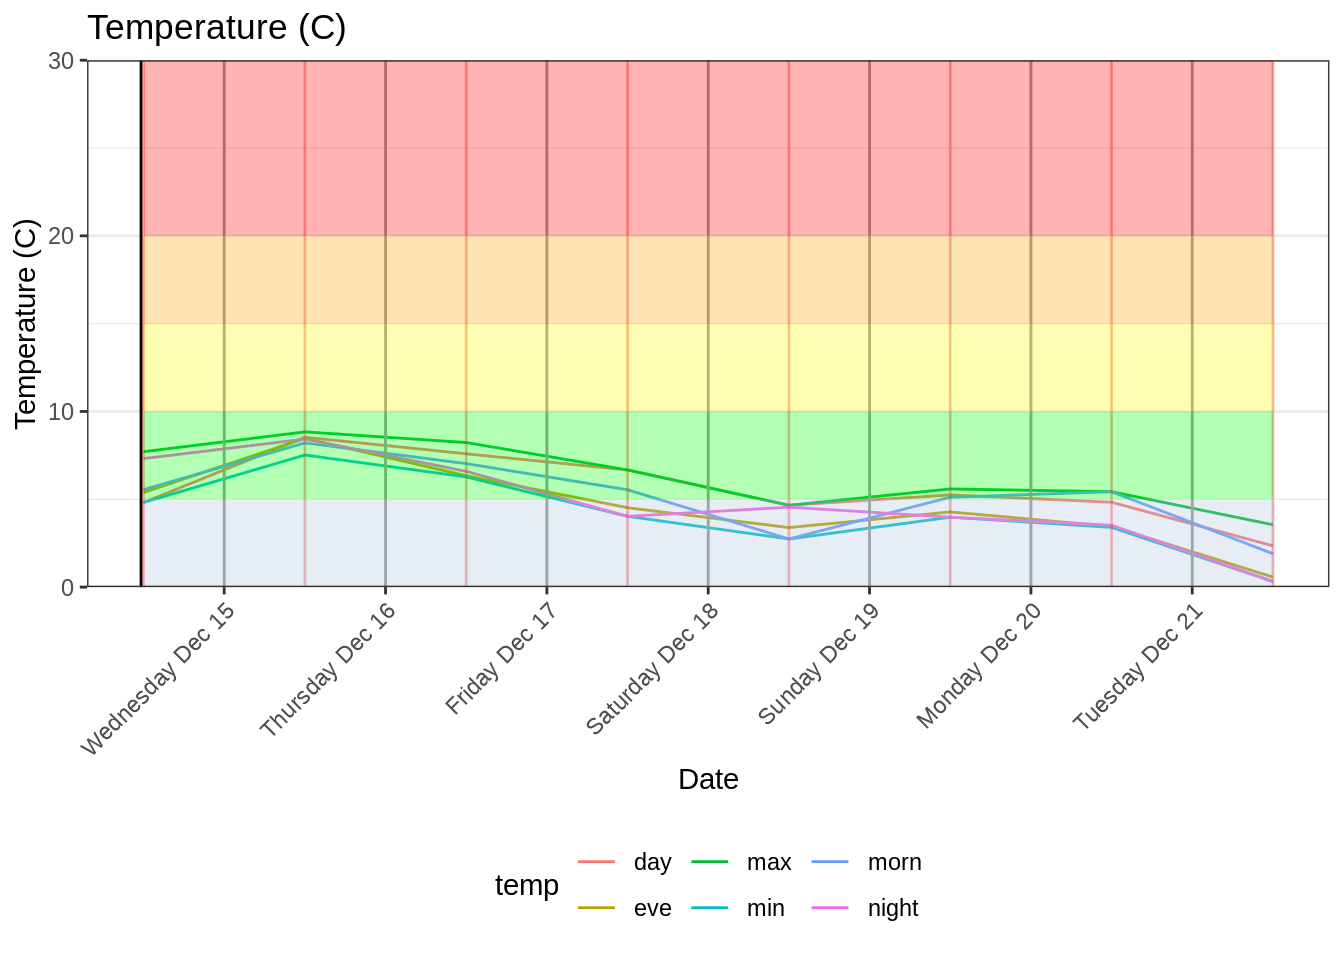 Temperature (C)
Temperature (C)
30
20
10
0
Wednesday Dec 15
Thursday Dec 16
Friday Dec 17
Saturday Dec 18
Sunday Dec 19
Monday Dec 20
Tuesday Dec 21
Date
temp
day max morn
eve min night